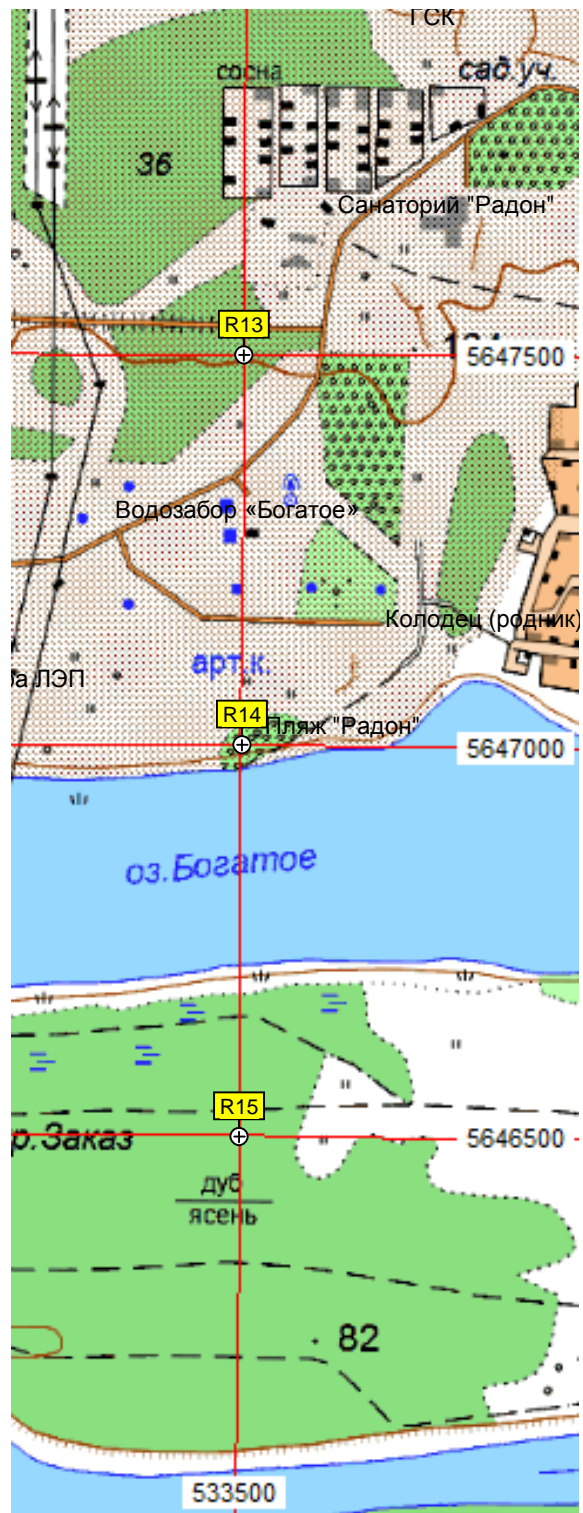 ГСК
сосна
сад.уч.
36
Санаторий "Радон"
R13
5647500
Водозабор «Богатое»
Колодец (родник)
арт.к.
ра ЛЭП
R14
Пляж "Радон"
5647000
оз.Богатое
R15
р.Заказ
5646500
дуб
ясень
82
533500